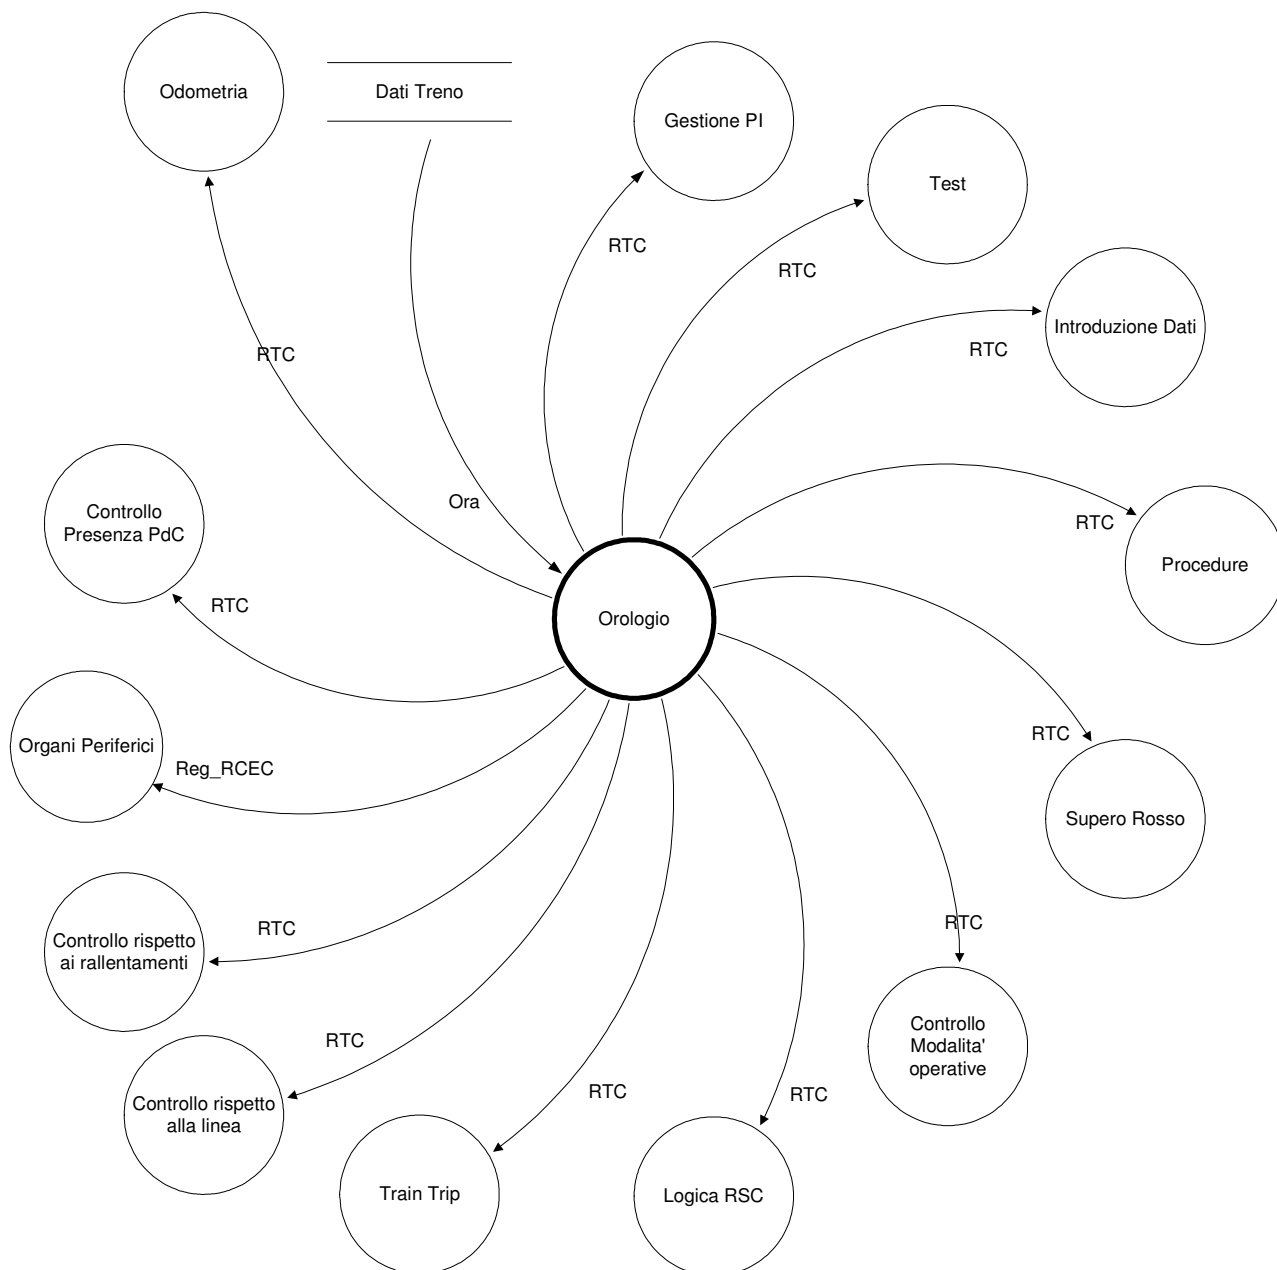 Odometria
Dati Treno
Gestione PI
Test
RTC
RTC
Introduzione Dati
RTC
RTC
Ora
Controllo
Presenza PdC
RTC
Procedure
RTC
Orologio
Organi Periferici
Reg_RCEC
RTC
Supero Rosso
Controllo rispetto
ai rallentamenti
RTC
RTC
Controllo
Modalita'
operative
RTC
Controllo rispetto
alla linea
RTC
RTC
Train Trip
Logica RSC